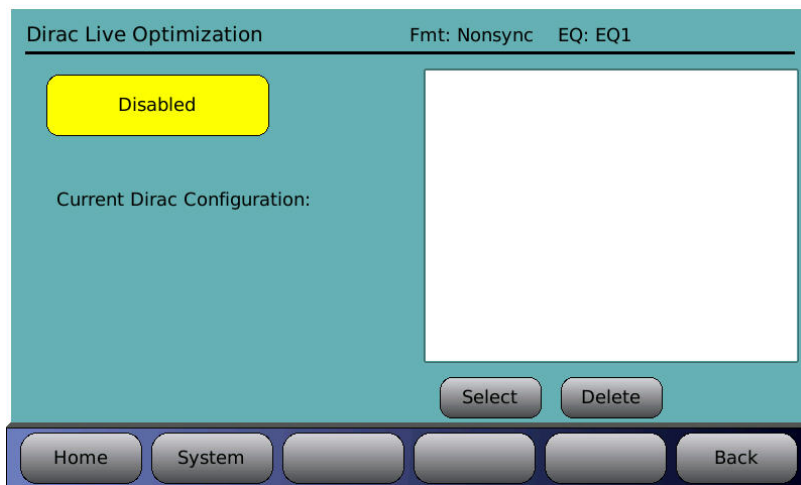 Dirac Live Optimization Fmt: Nonsync EQ: EQ1
Disabled
Current Dirac Configuration:
Select Delete
Home System Back